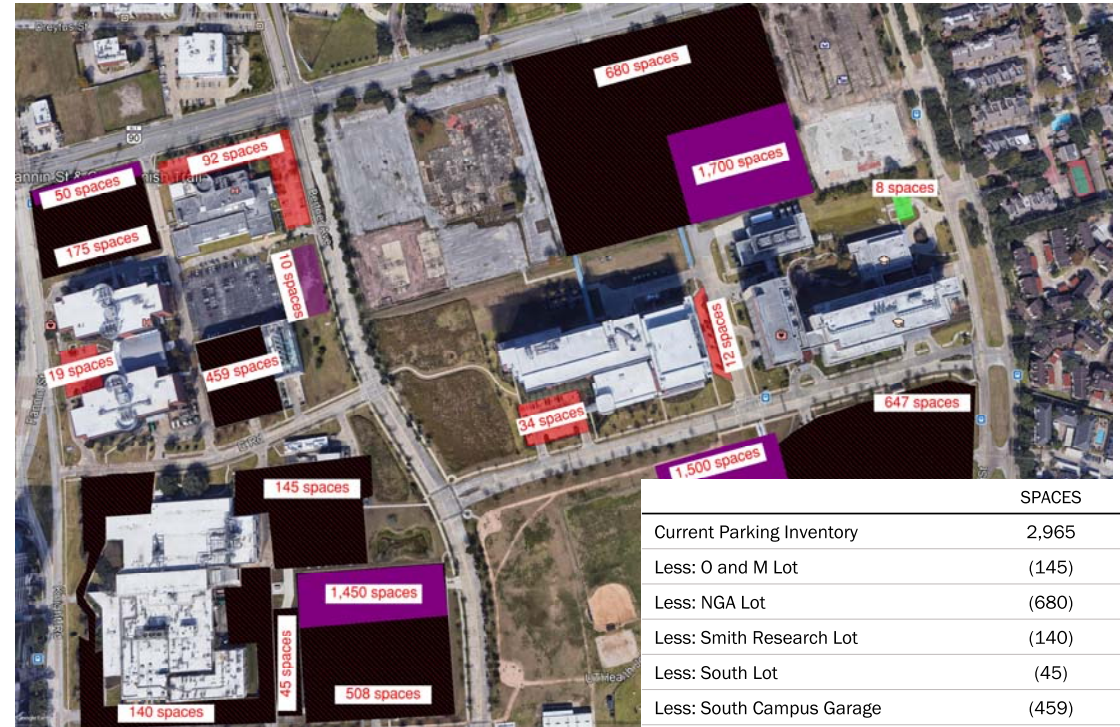 Dreyfus St
680 spaces
90
92 spaces
1,700 spaces
50 spaces
8 spaces
175 spaces
10 spaces
12 spaces
19 spaces
459 spaces
34 spaces
647 spaces
1,500 spaces
145 spaces
1,450 spaces
45 spaces
508 spaces
140 spaces
SPACES
Current Parking Inventory 2,965
Less: O and M Lot (145)
Less: NGA Lot (680)
Less: Smith Research Lot (140)
Less: South Lot (45)
Less: South Campus Garage (459)